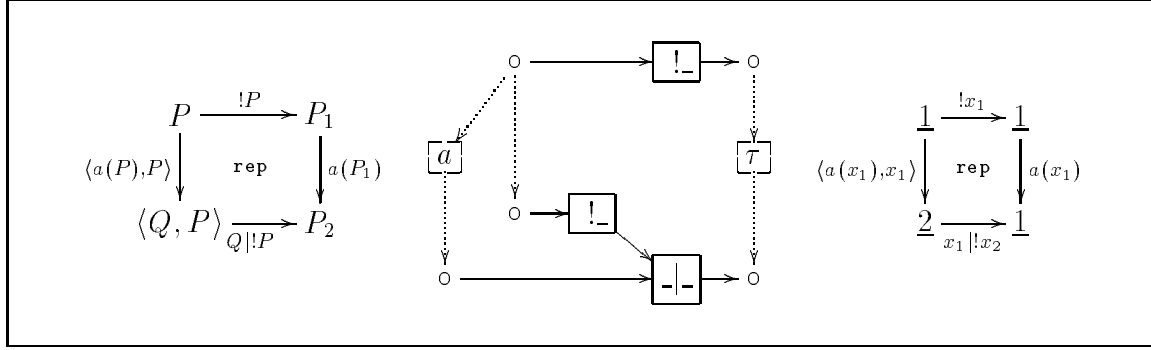 !_
!P
P P₁
!x₁
1 1
⟨a(P),P⟩ rep a(P₁)
a
τ
⟨a(x₁),x₁⟩ rep a(x₁)
!_
⟨Q, P⟩ P₂
Q|!P
2 1
x₁|!x₂
_|_